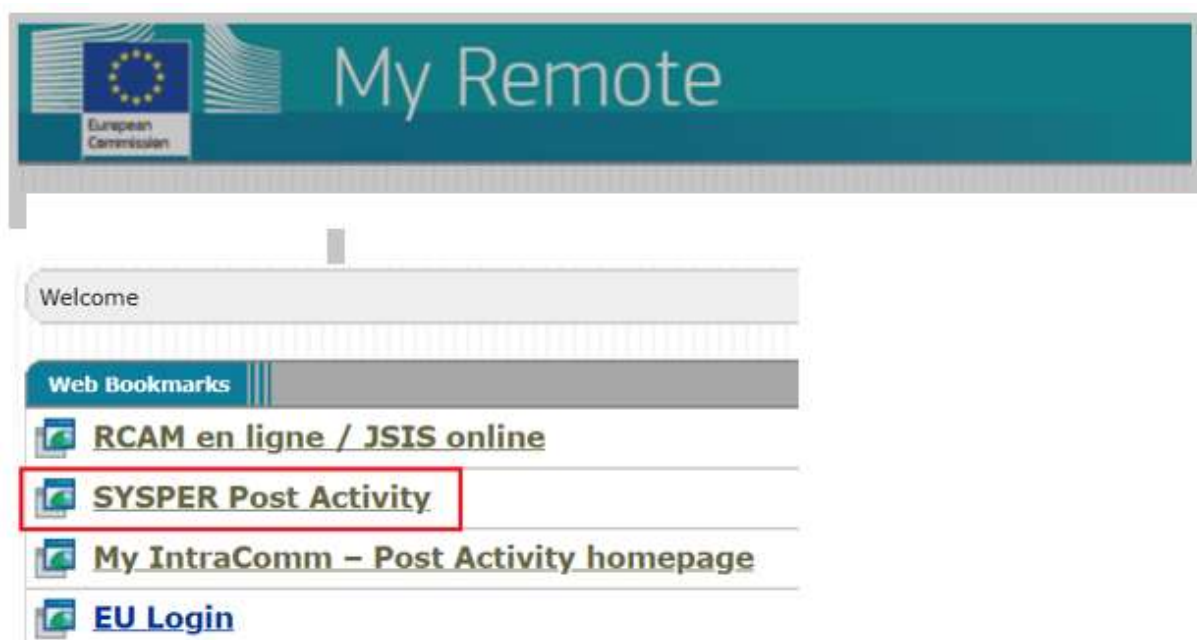 My Remote
European
Commission
Welcome
Web Bookmarks
RCAM en ligne / JSIS online
SYSPER Post Activity
My IntraComm – Post Activity homepage
EU Login